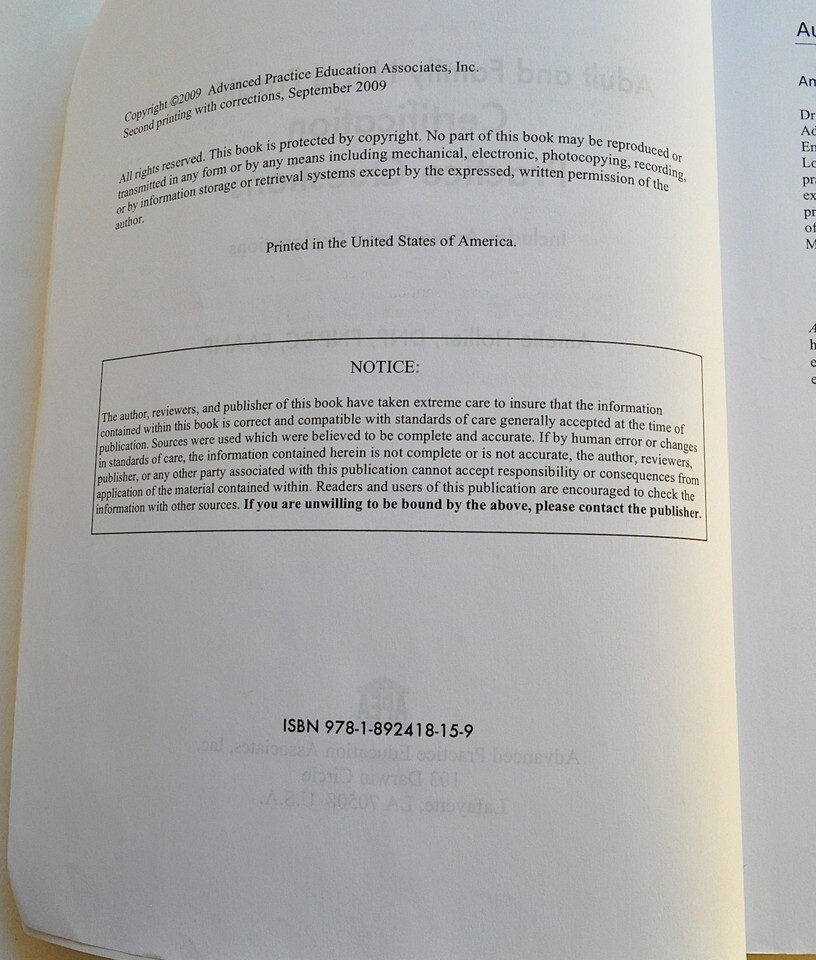 Copyright ©2009 Advanced Practice Education Associates, Inc.
Second printing with corrections, September 2009
All rights reserved. This book is protected by copyright. No part of this book may be reproduced or
transmitted in any form or by any means including mechanical, electronic, photocopying, recording,
or by information storage or retrieval systems except by the expressed, written permission of the
author.
Printed in the United States of America.
NOTICE:
The author, reviewers, and publisher of this book have taken extreme care to insure that the information
contained within this book is correct and compatible with standards of care generally accepted at the time of
publication. Sources were used which were believed to be complete and accurate. If by human error or changes
in standards of care, the information contained herein is not complete or is not accurate, the author, reviewers,
publisher, or any other party associated with this publication cannot accept responsibility or consequences from
application of the material contained within. Readers and users of this publication are encouraged to check the
information with other sources. If you are unwilling to be bound by the above, please contact the publisher.
ISBN 978-1-892418-15-9